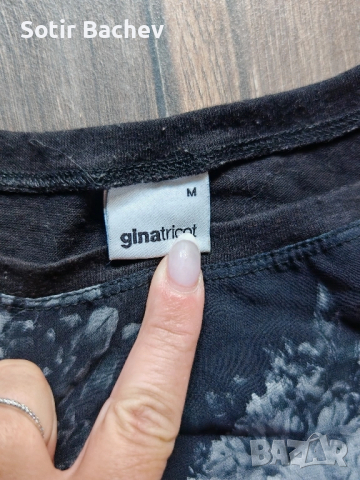 Sotir Bachev
M
ginatricot
BAZAR